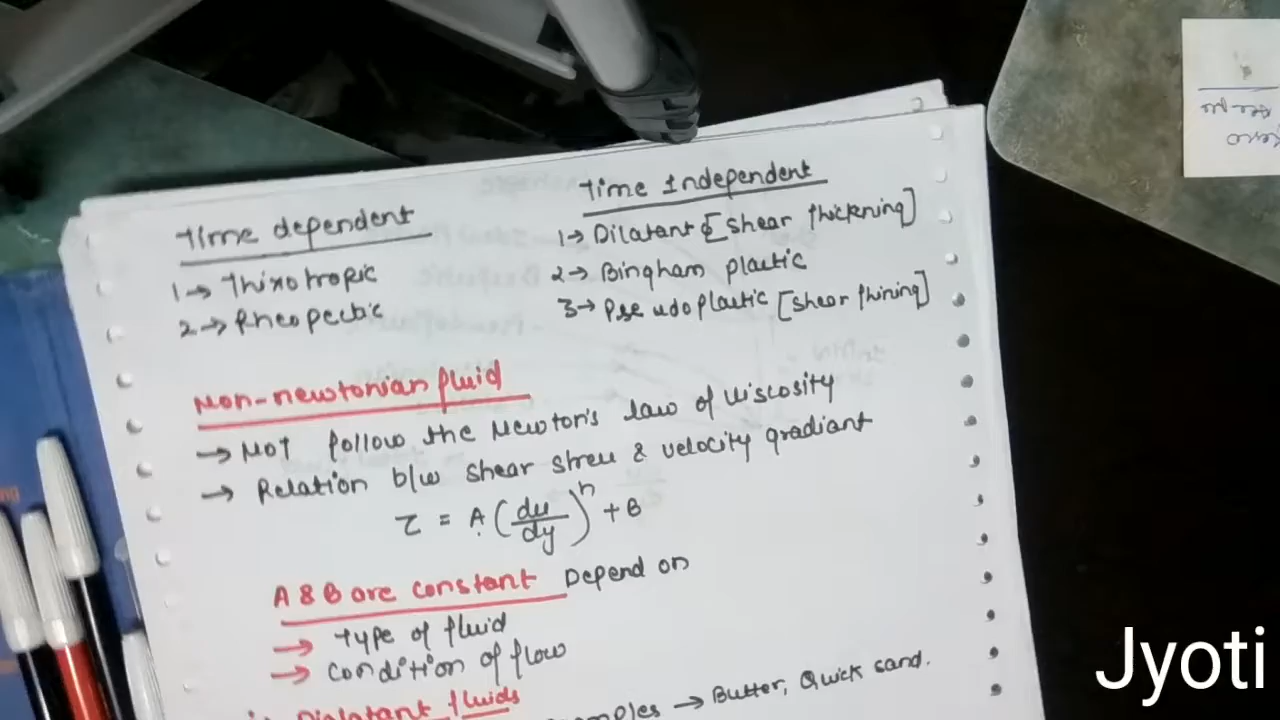 Time dependent
1→ Thixotropic
2→ Rheopectic
Time Independent
1→ Dilatant [shear thickening]
2→ Bingham plastic
3→ Pseudoplastic [shear thining]
Non-newtonian fluid
→ Not follow the Newton's law of viscosity
→ Relation b/w shear stress & velocity gradiant
τ = A (du/dy)^n + B
A & B are constant Depend on
→ Type of fluid
→ condition of flow
Dialatant fluids
→ Butter, Quick sand.
Jyoti